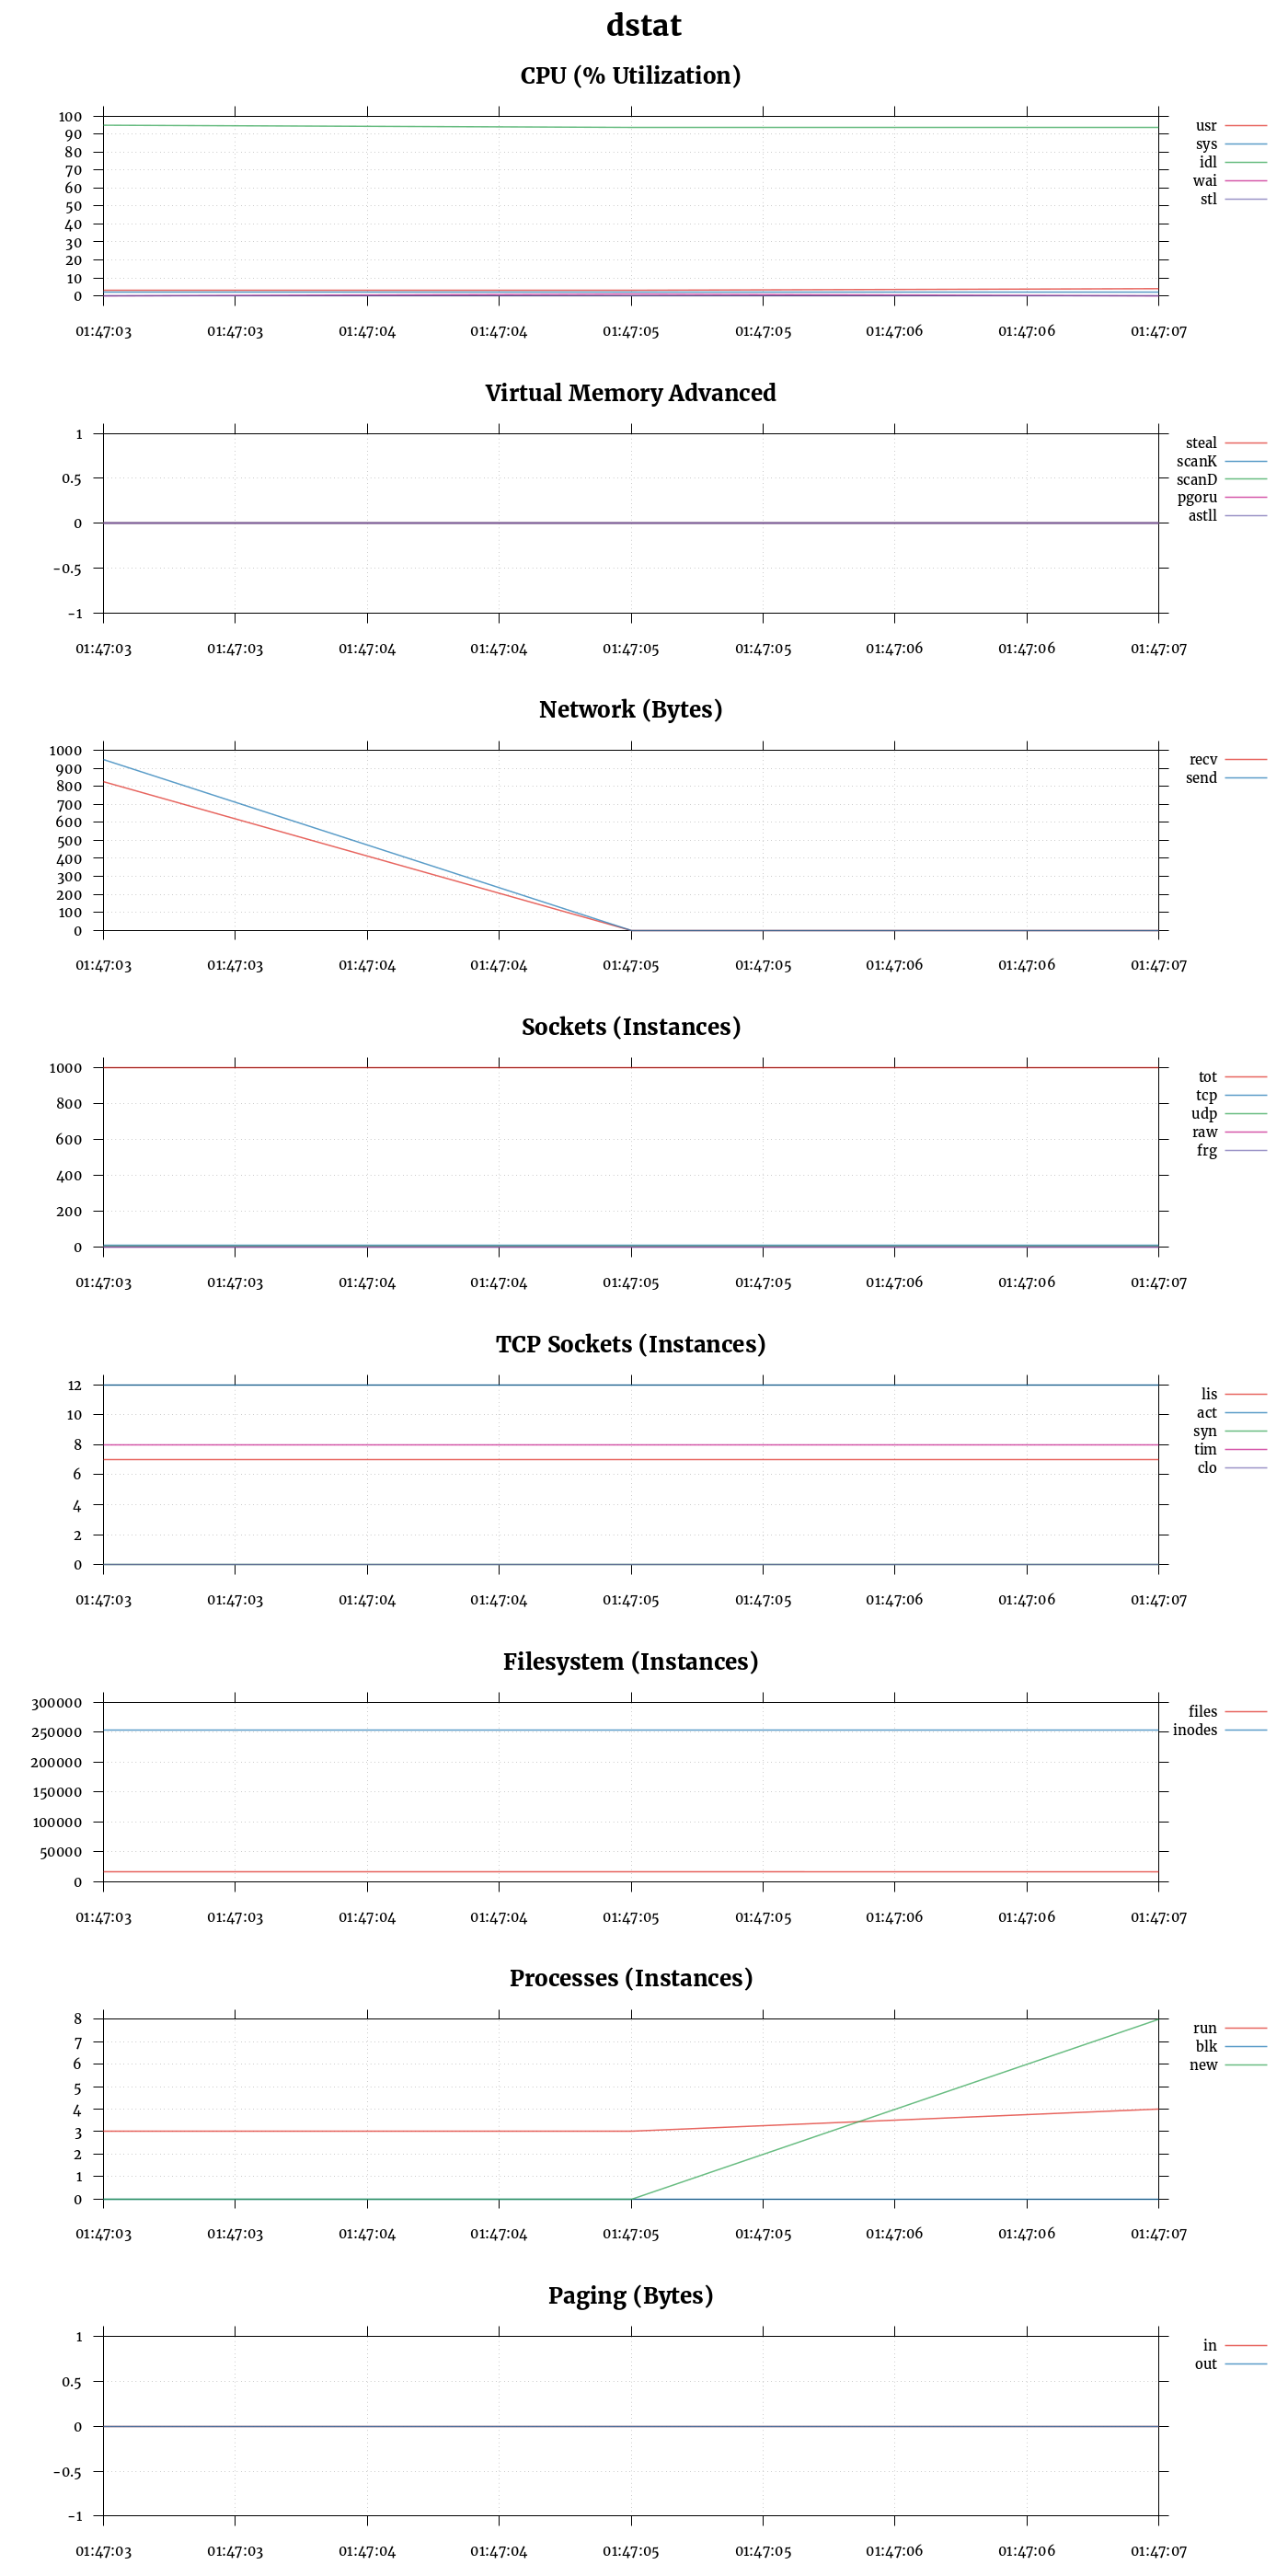 dstat
CPU (% Utilization)
100
90
80
70
60
50
40
30
20
10
0
usr
sys
idl
wai
stl
01:47:03 01:47:03 01:47:04 01:47:04 01:47:05 01:47:05 01:47:06 01:47:06 01:47:07
Virtual Memory Advanced
1
0.5
0
-0.5
-1
steal
scanK
scanD
pgoru
astll
01:47:03 01:47:03 01:47:04 01:47:04 01:47:05 01:47:05 01:47:06 01:47:06 01:47:07
Network (Bytes)
1000
900
800
700
600
500
400
300
200
100
0
recv
send
01:47:03 01:47:03 01:47:04 01:47:04 01:47:05 01:47:05 01:47:06 01:47:06 01:47:07
Sockets (Instances)
1000
800
600
400
200
0
tot
tcp
udp
raw
frg
01:47:03 01:47:03 01:47:04 01:47:04 01:47:05 01:47:05 01:47:06 01:47:06 01:47:07
TCP Sockets (Instances)
12
10
8
6
4
2
0
lis
act
syn
tim
clo
01:47:03 01:47:03 01:47:04 01:47:04 01:47:05 01:47:05 01:47:06 01:47:06 01:47:07
Filesystem (Instances)
300000
250000
200000
150000
100000
50000
0
files
inodes
01:47:03 01:47:03 01:47:04 01:47:04 01:47:05 01:47:05 01:47:06 01:47:06 01:47:07
Processes (Instances)
8
7
6
5
4
3
2
1
0
run
blk
new
01:47:03 01:47:03 01:47:04 01:47:04 01:47:05 01:47:05 01:47:06 01:47:06 01:47:07
Paging (Bytes)
1
0.5
0
-0.5
-1
in
out
01:47:03 01:47:03 01:47:04 01:47:04 01:47:05 01:47:05 01:47:06 01:47:06 01:47:07